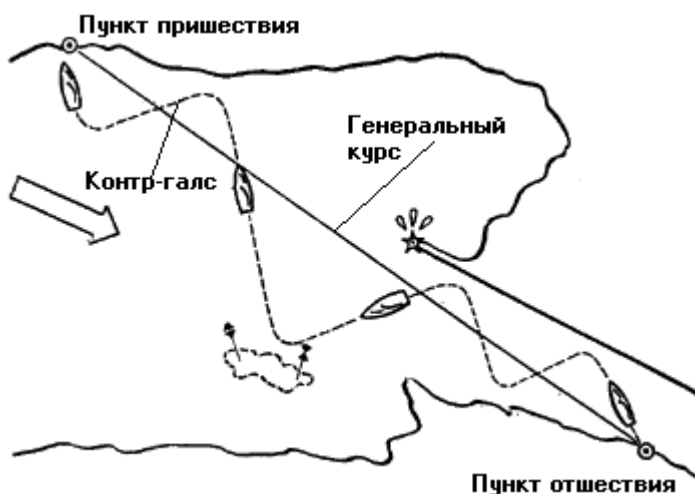 Пункт пришествия
Генеральный
курс
Контр-галс
Пункт отшествия